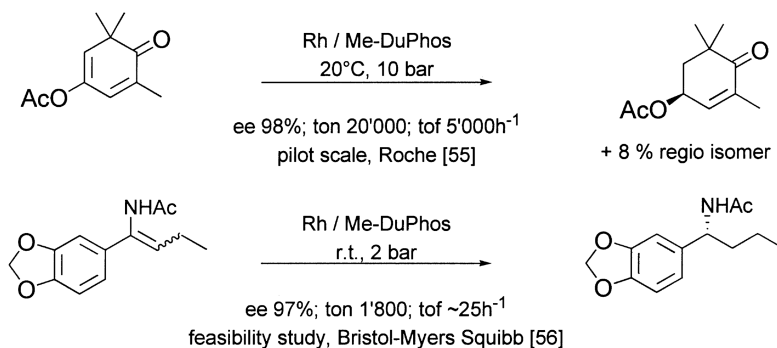 O
AcO
Rh / Me-DuPhos
20°C, 10 bar
ee 98%; ton 20'000; tof 5'000h-1
pilot scale, Roche [55]
O
AcO
+ 8 % regio isomer
NHAc
O
O
Rh / Me-DuPhos
r.t., 2 bar
ee 97%; ton 1'800; tof ~25h-1
feasibility study, Bristol-Myers Squibb [56]
NHAc
O
O